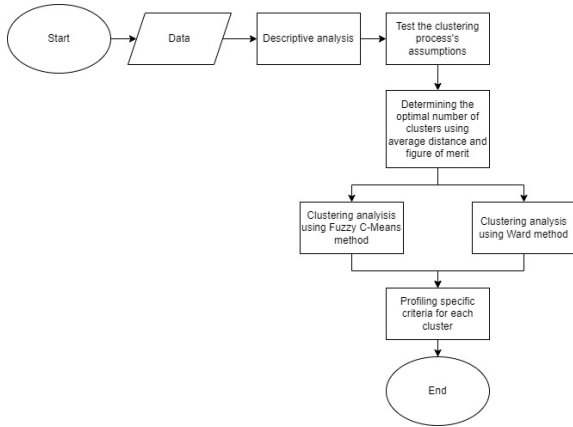 Start
Data
Descriptive analysis
Test the clustering
process's
assumptions
Determining the
optimal number of
clusters using
average distance and
figure of merit
Clustering anaiysis
using Fuzzy C-Means
method
Clustering analysis
using Ward method
Profiling specific
criteria for each
cluster
End